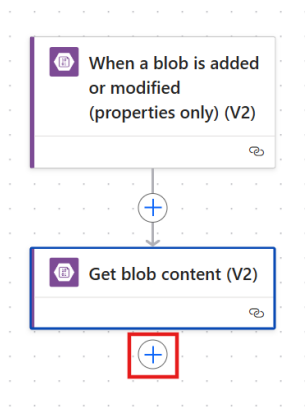 When a blob is added
or modified
(properties only) (V2)
Get blob content (V2)